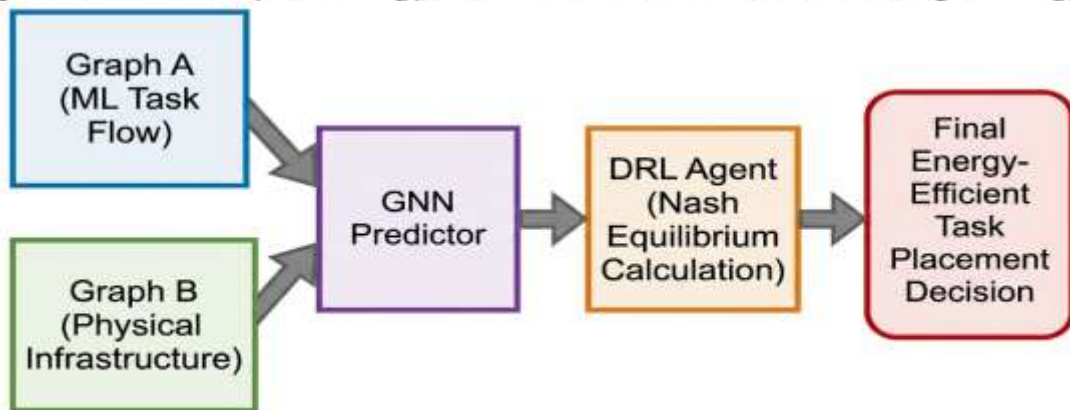 Graph A
(ML Task
Flow)
Graph B
(Physical
Infrastructure)
GNN
Predictor
DRL Agent
(Nash
Equilibrium
Calculation)
Final
Energy-
Efficient
Task
Placement
Decision